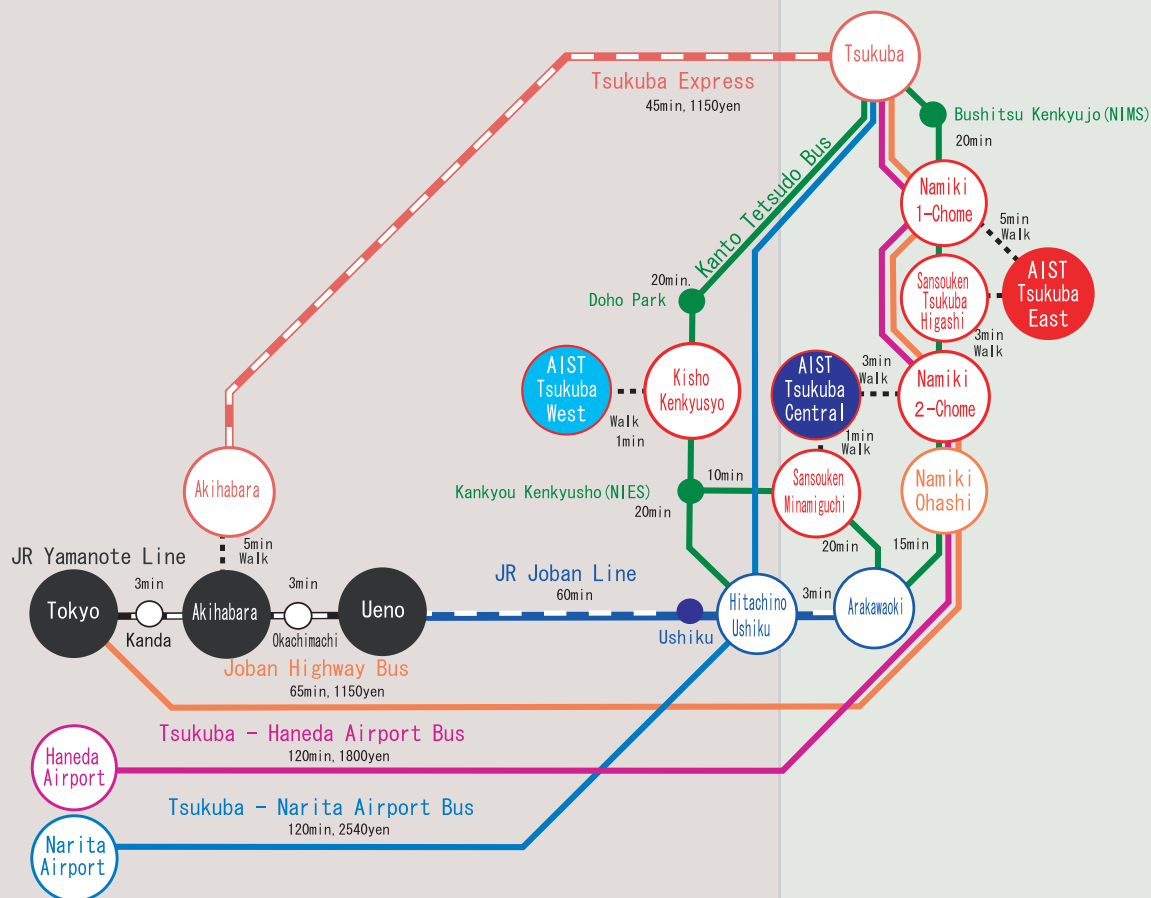 Tsukuba
Tsukuba Express
45min, 1150yen
Bushitsu Kenkyujo(NIMS)
20min
Kanto Tetsudo Bus
Namiki
1-Chome
5min
Walk
20min.
Doho Park
Sansouken
Tsukuba
Higashi
AIST
Tsukuba
East
3min
Walk
AIST
Tsukuba
West
Walk
1min
Kisho
Kenkyusyo
AIST
Tsukuba
Central
3min
Walk
Namiki
2-Chome
1min
Walk
Akihabara
Kankyou Kenkyusho(NIES)
10min
20min
Sansouken
Minamiguchi
Namiki
Ohashi
20min
15min
5min
Walk
JR Yamanote Line
Tokyo
3min
Kanda
Akihabara
3min
Okachimachi
Ueno
JR Joban Line
60min
Ushiku
Hitachino
Ushiku
3min
Arakawaoki
Joban Highway Bus
65min, 1150yen
Tsukuba - Haneda Airport Bus
120min, 1800yen
Haneda
Airport
Tsukuba - Narita Airport Bus
120min, 2540yen
Narita
Airport